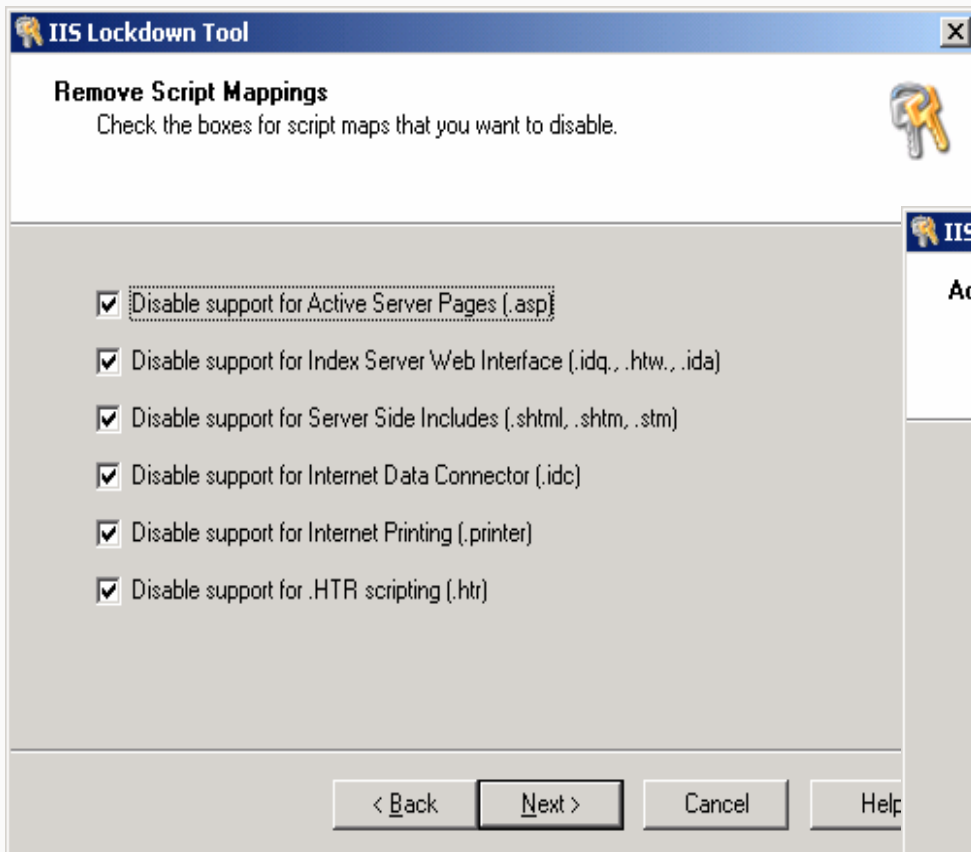 IIS Lockdown Tool
Remove Script Mappings
Check the boxes for script maps that you want to disable.
IIS
Ac
Disable support for Active Server Pages (.asp)
Disable support for Index Server Web Interface (.idq., .htw., .ida)
Disable support for Server Side Includes (.shtml, .shtm, .stm)
Disable support for Internet Data Connector (.idc)
Disable support for Internet Printing (.printer)
Disable support for .HTR scripting (.htr)
< Back Next > Cancel Help